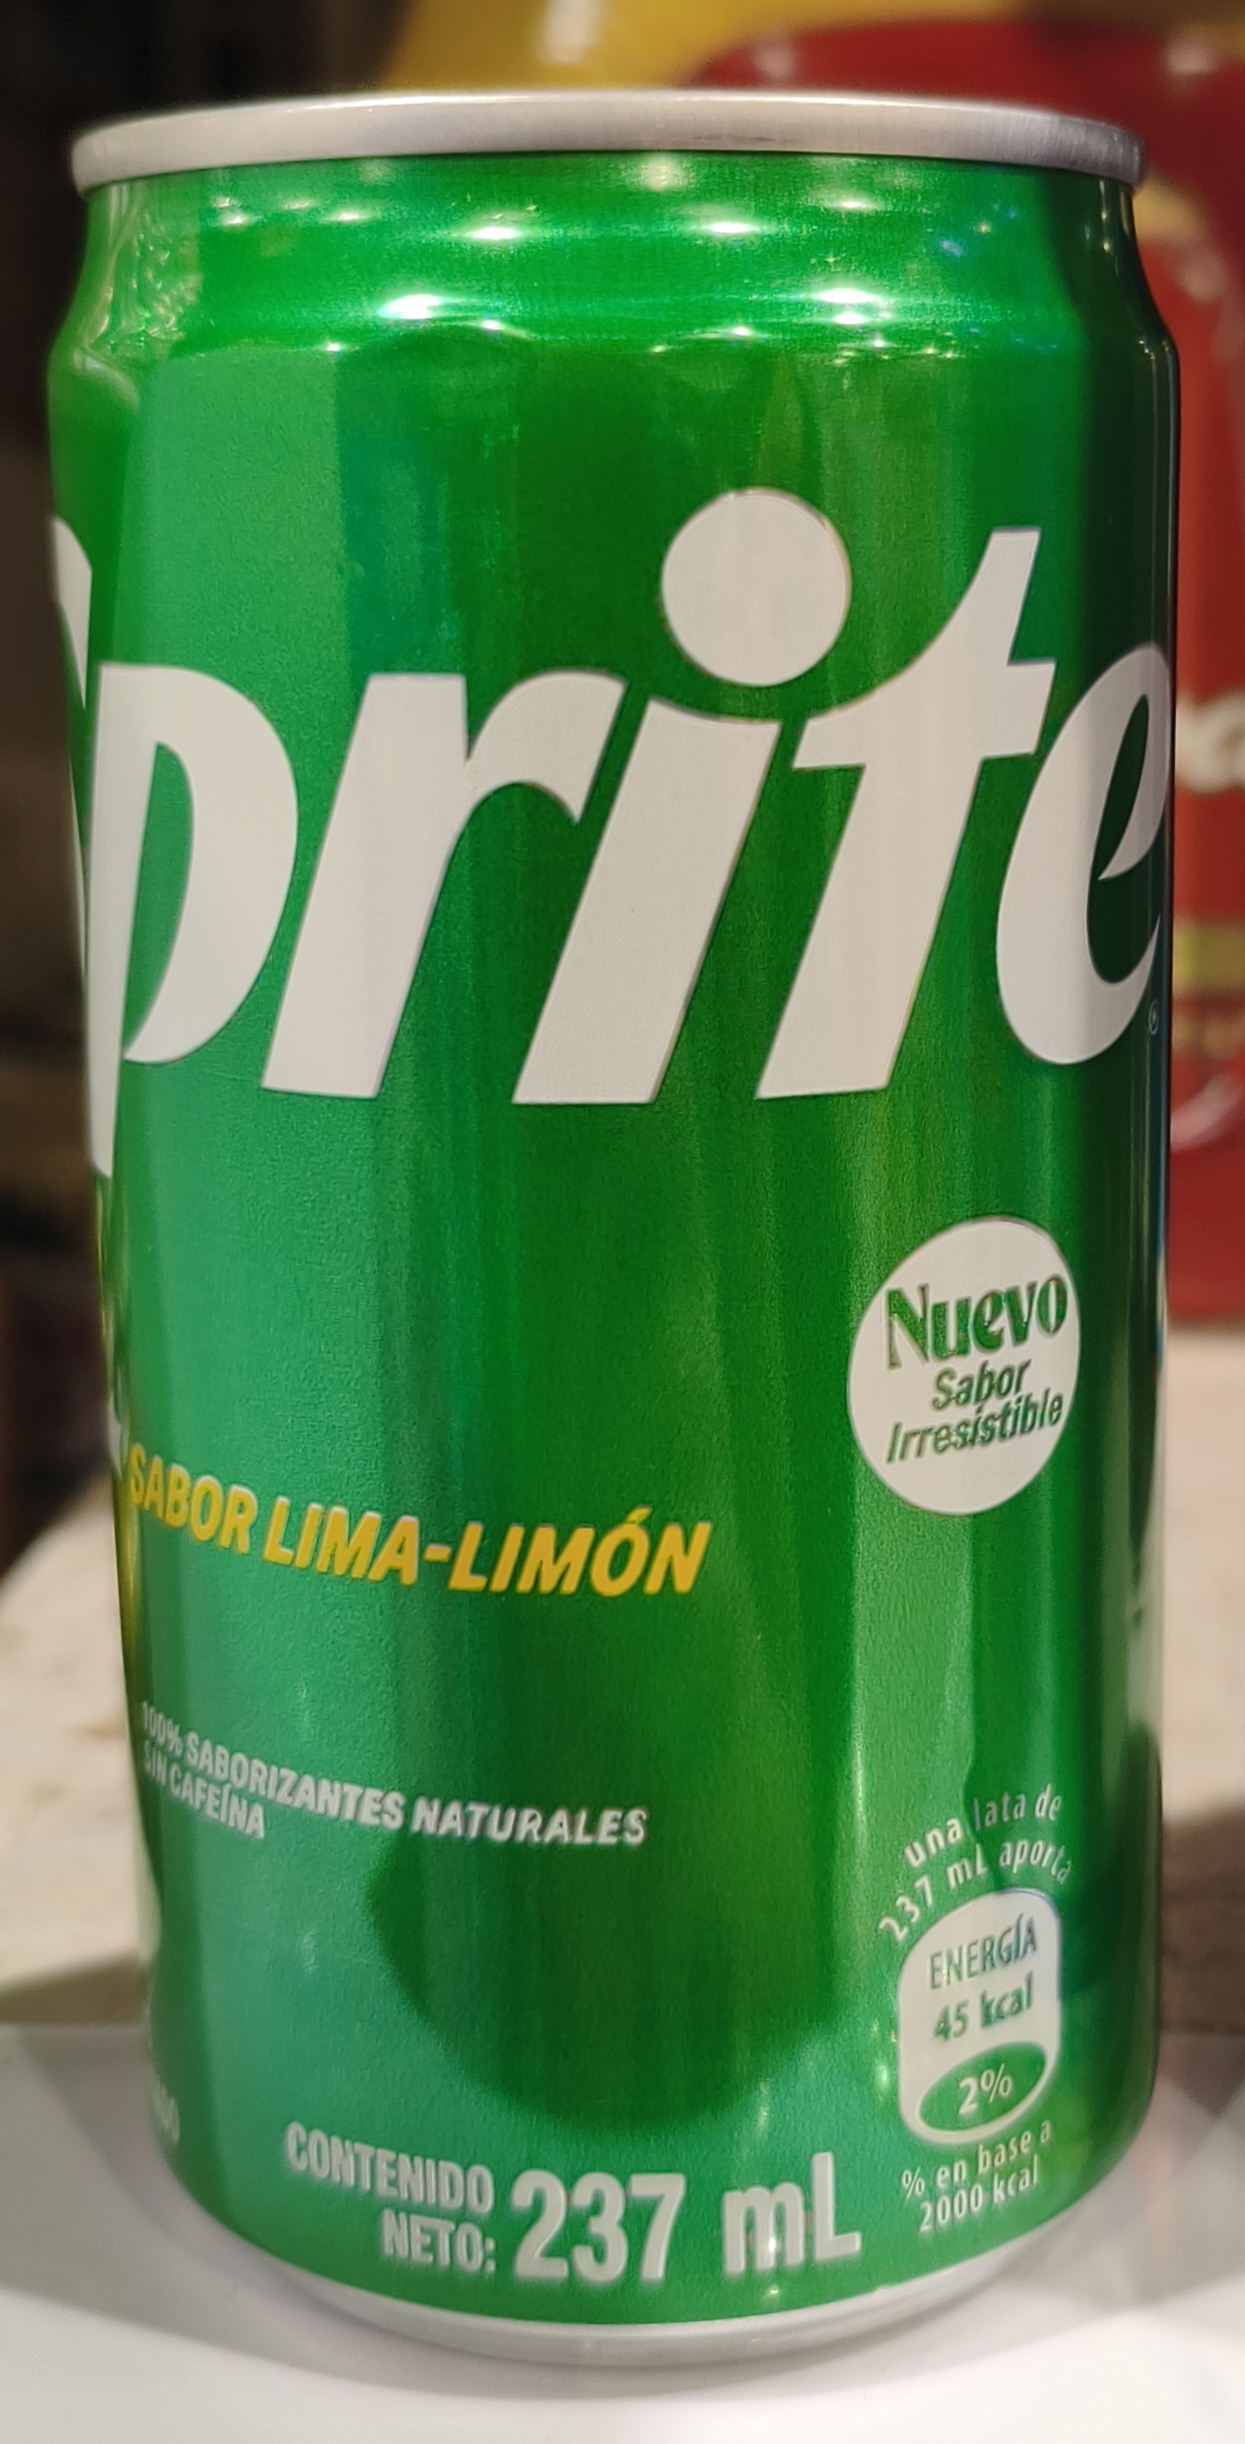 Sprite
Nuevo
Sabor
Irresistible
SABOR LIMA-LIMÓN
100% SABORIZANTES NATURALES
SIN CAFEÍNA
una lata de
237 mL aporta
ENERGÍA
45 kcal
2%
% en base a
2000 kcal
CONTENIDO
NETO: 237 mL